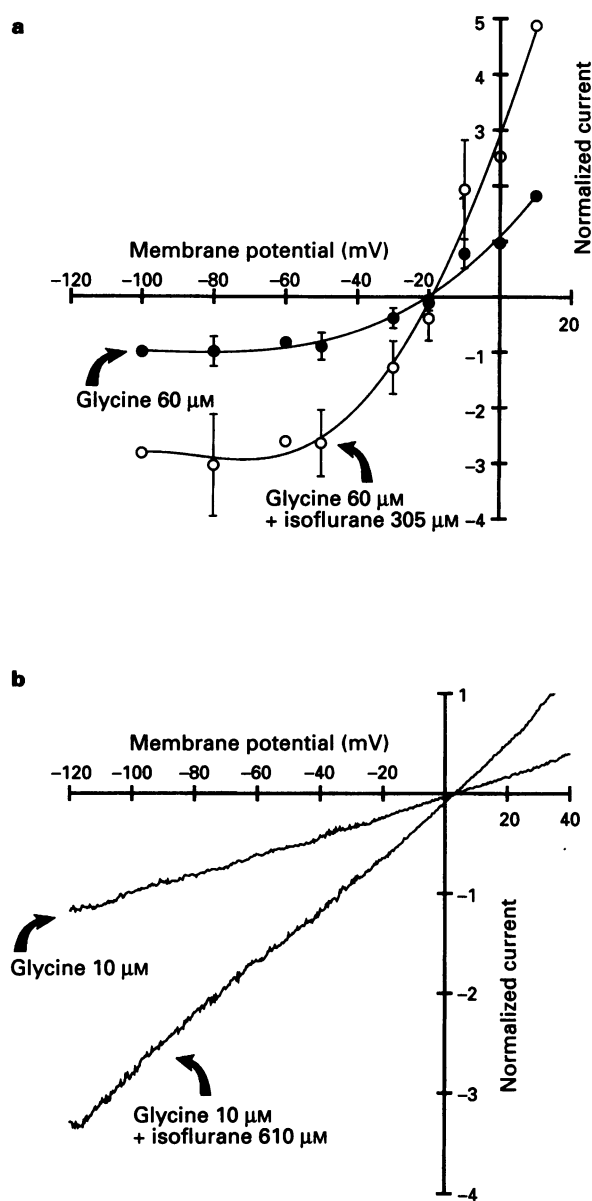 a
5
4
3
Normalized current
Membrane potential (mV)
−120 −100 −80 −60 −40 −20
20
−1
−2
−3
−4
Glycine 60 μM
Glycine 60 μM
+ isoflurane 305 μM
b
1
Membrane potential (mV)
−120 −100 −80 −60 −40 −20
20 40
−1
−2
−3
−4
Normalized current
Glycine 10 μM
Glycine 10 μM
+ isoflurane 610 μM